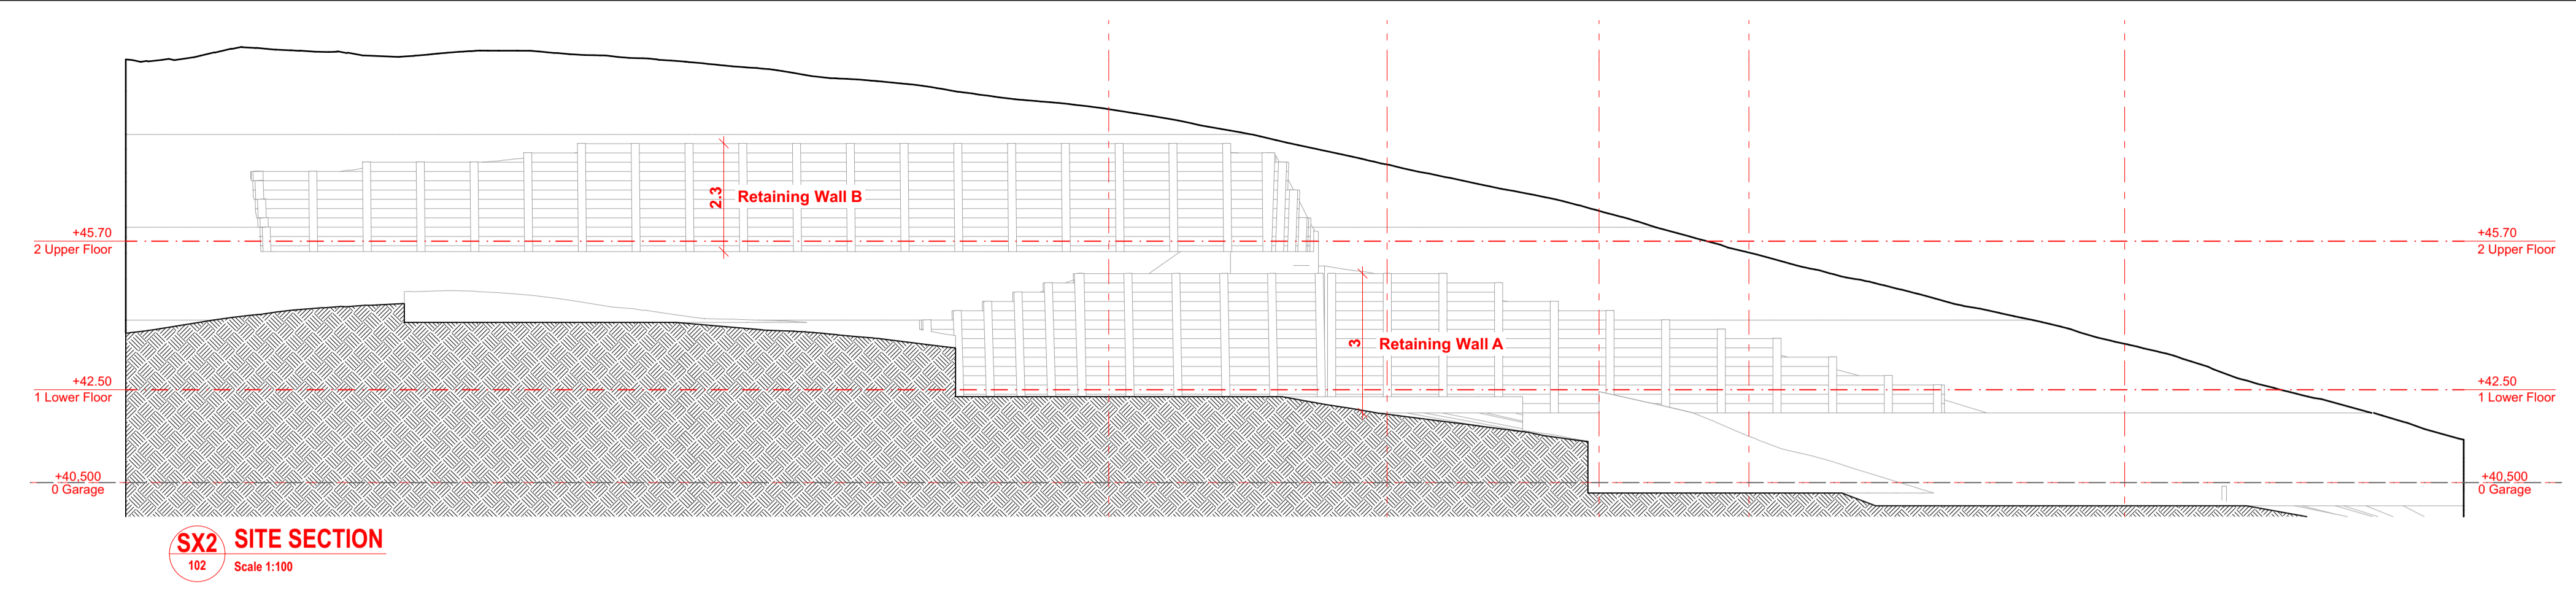 2.3
Retaining Wall B
+45.70
2 Upper Floor
+45.70
2 Upper Floor
3
Retaining Wall A
+42.50
1 Lower Floor
+42.50
1 Lower Floor
+40,500
0 Garage
+40,500
0 Garage
SX2
102
SITE SECTION
Scale 1:100